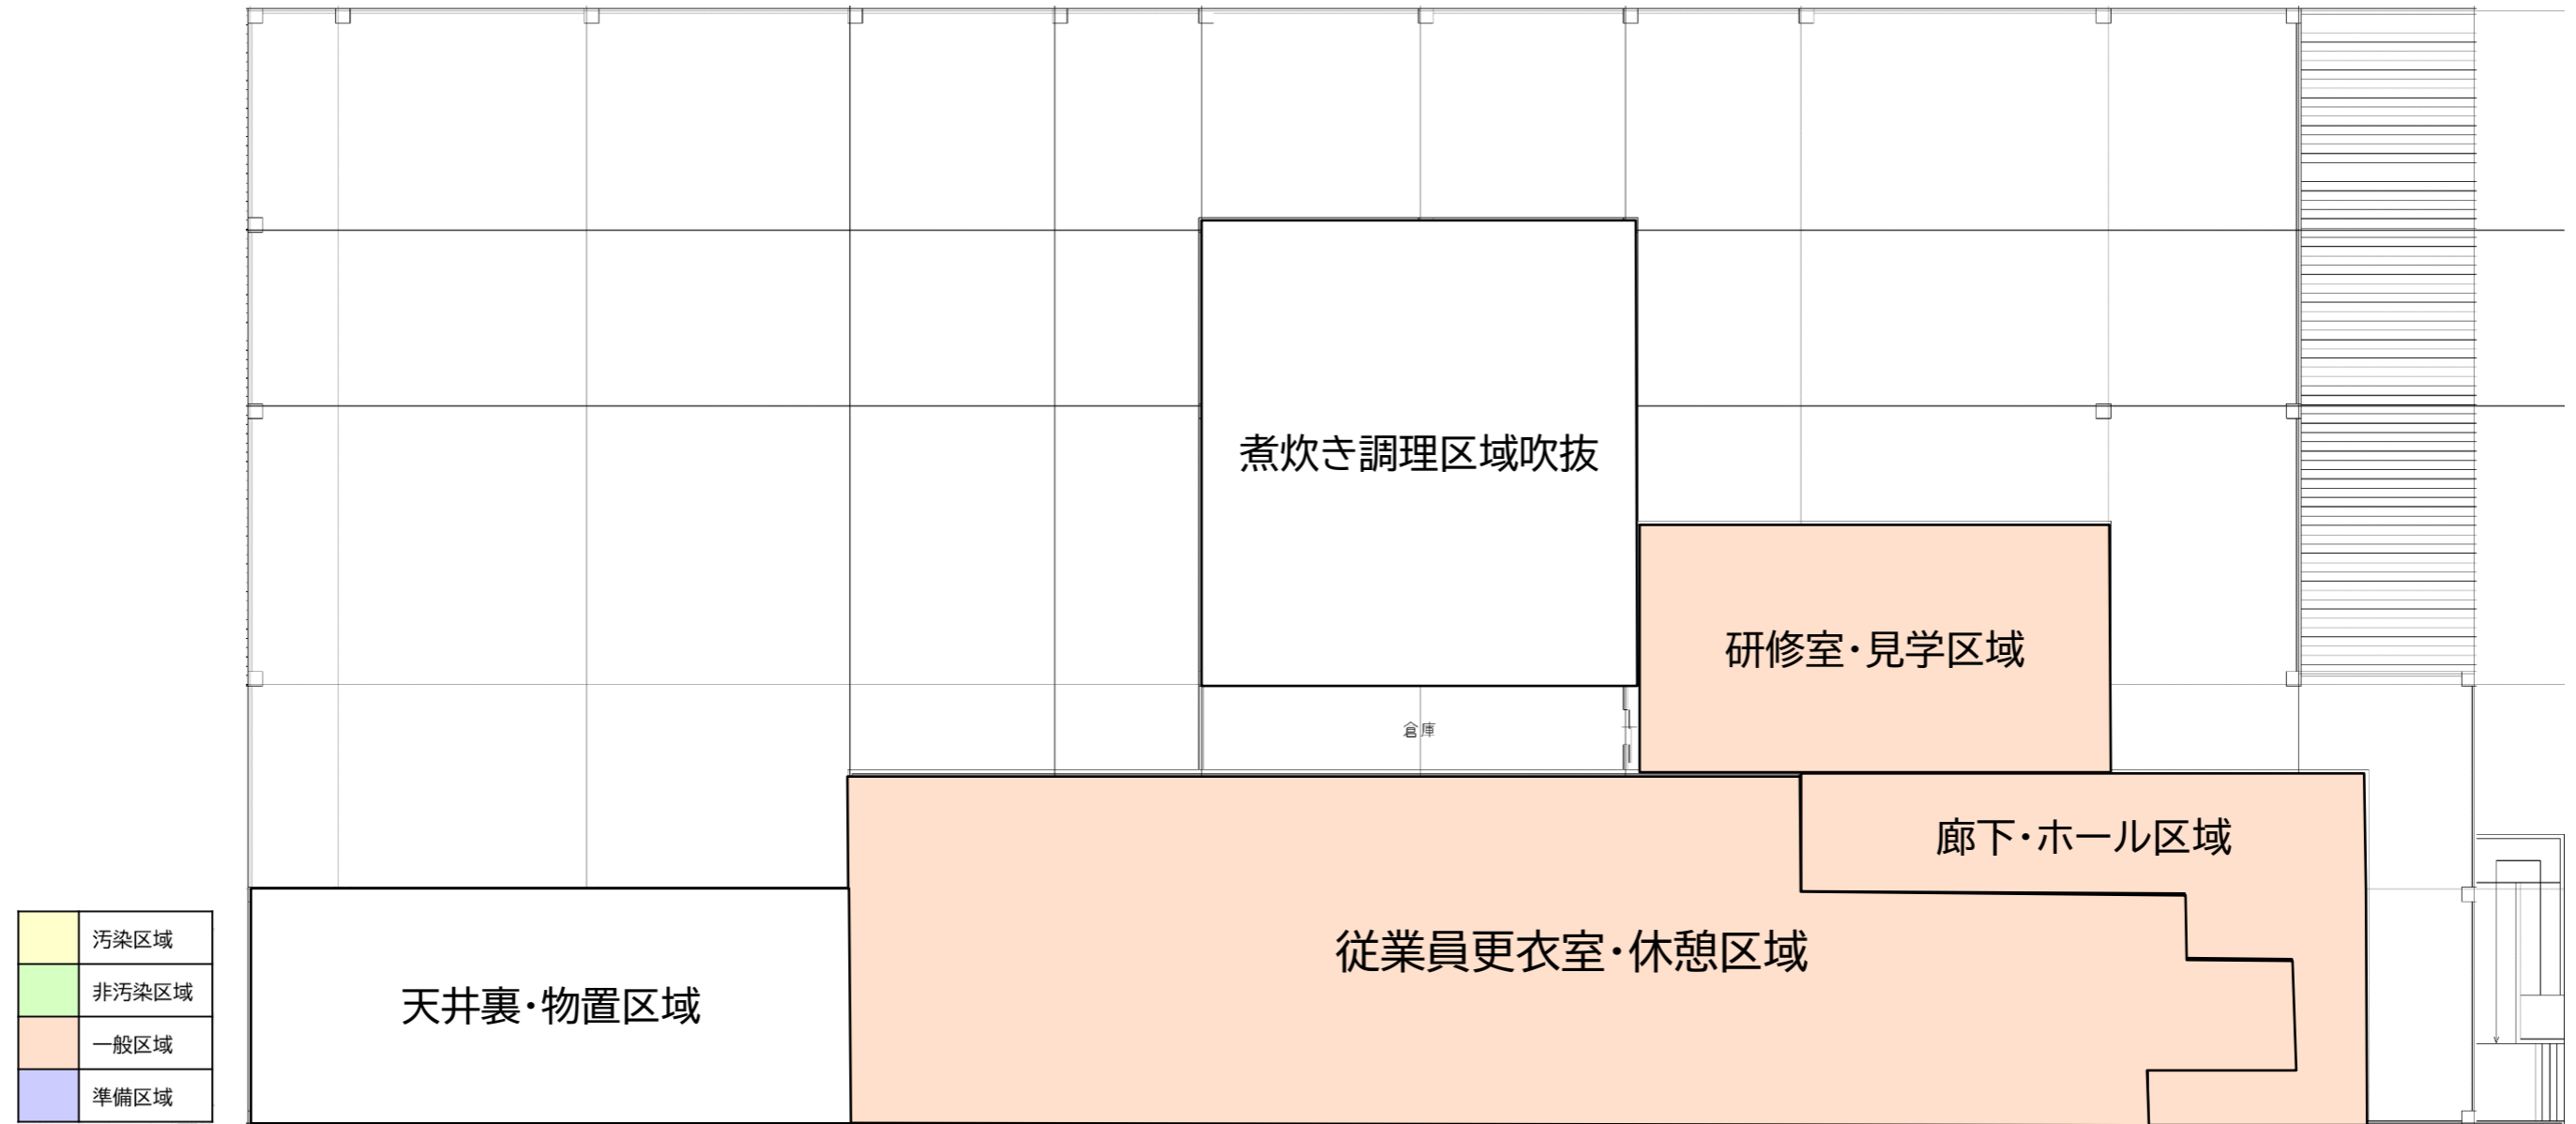 煮炊き調理区域吹抜
研修室・見学区域
倉庫
廊下・ホール区域
従業員更衣室・休憩区域
天井裏・物置区域
汚染区域
非汚染区域
一般区域
準備区域